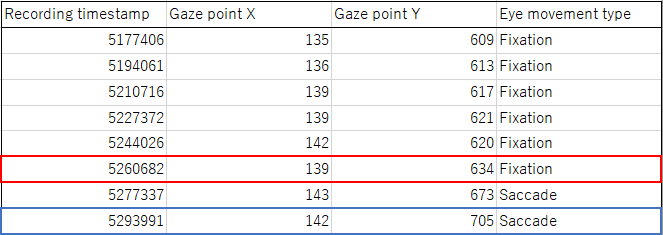 Recording timestamp Gaze point X Gaze point Y Eye movement type
5177406 135 609 Fixation
5194061 136 613 Fixation
5210716 139 617 Fixation
5227372 139 621 Fixation
5244026 142 620 Fixation
5260682 139 634 Fixation
5277337 143 673 Saccade
5293991 142 705 Saccade